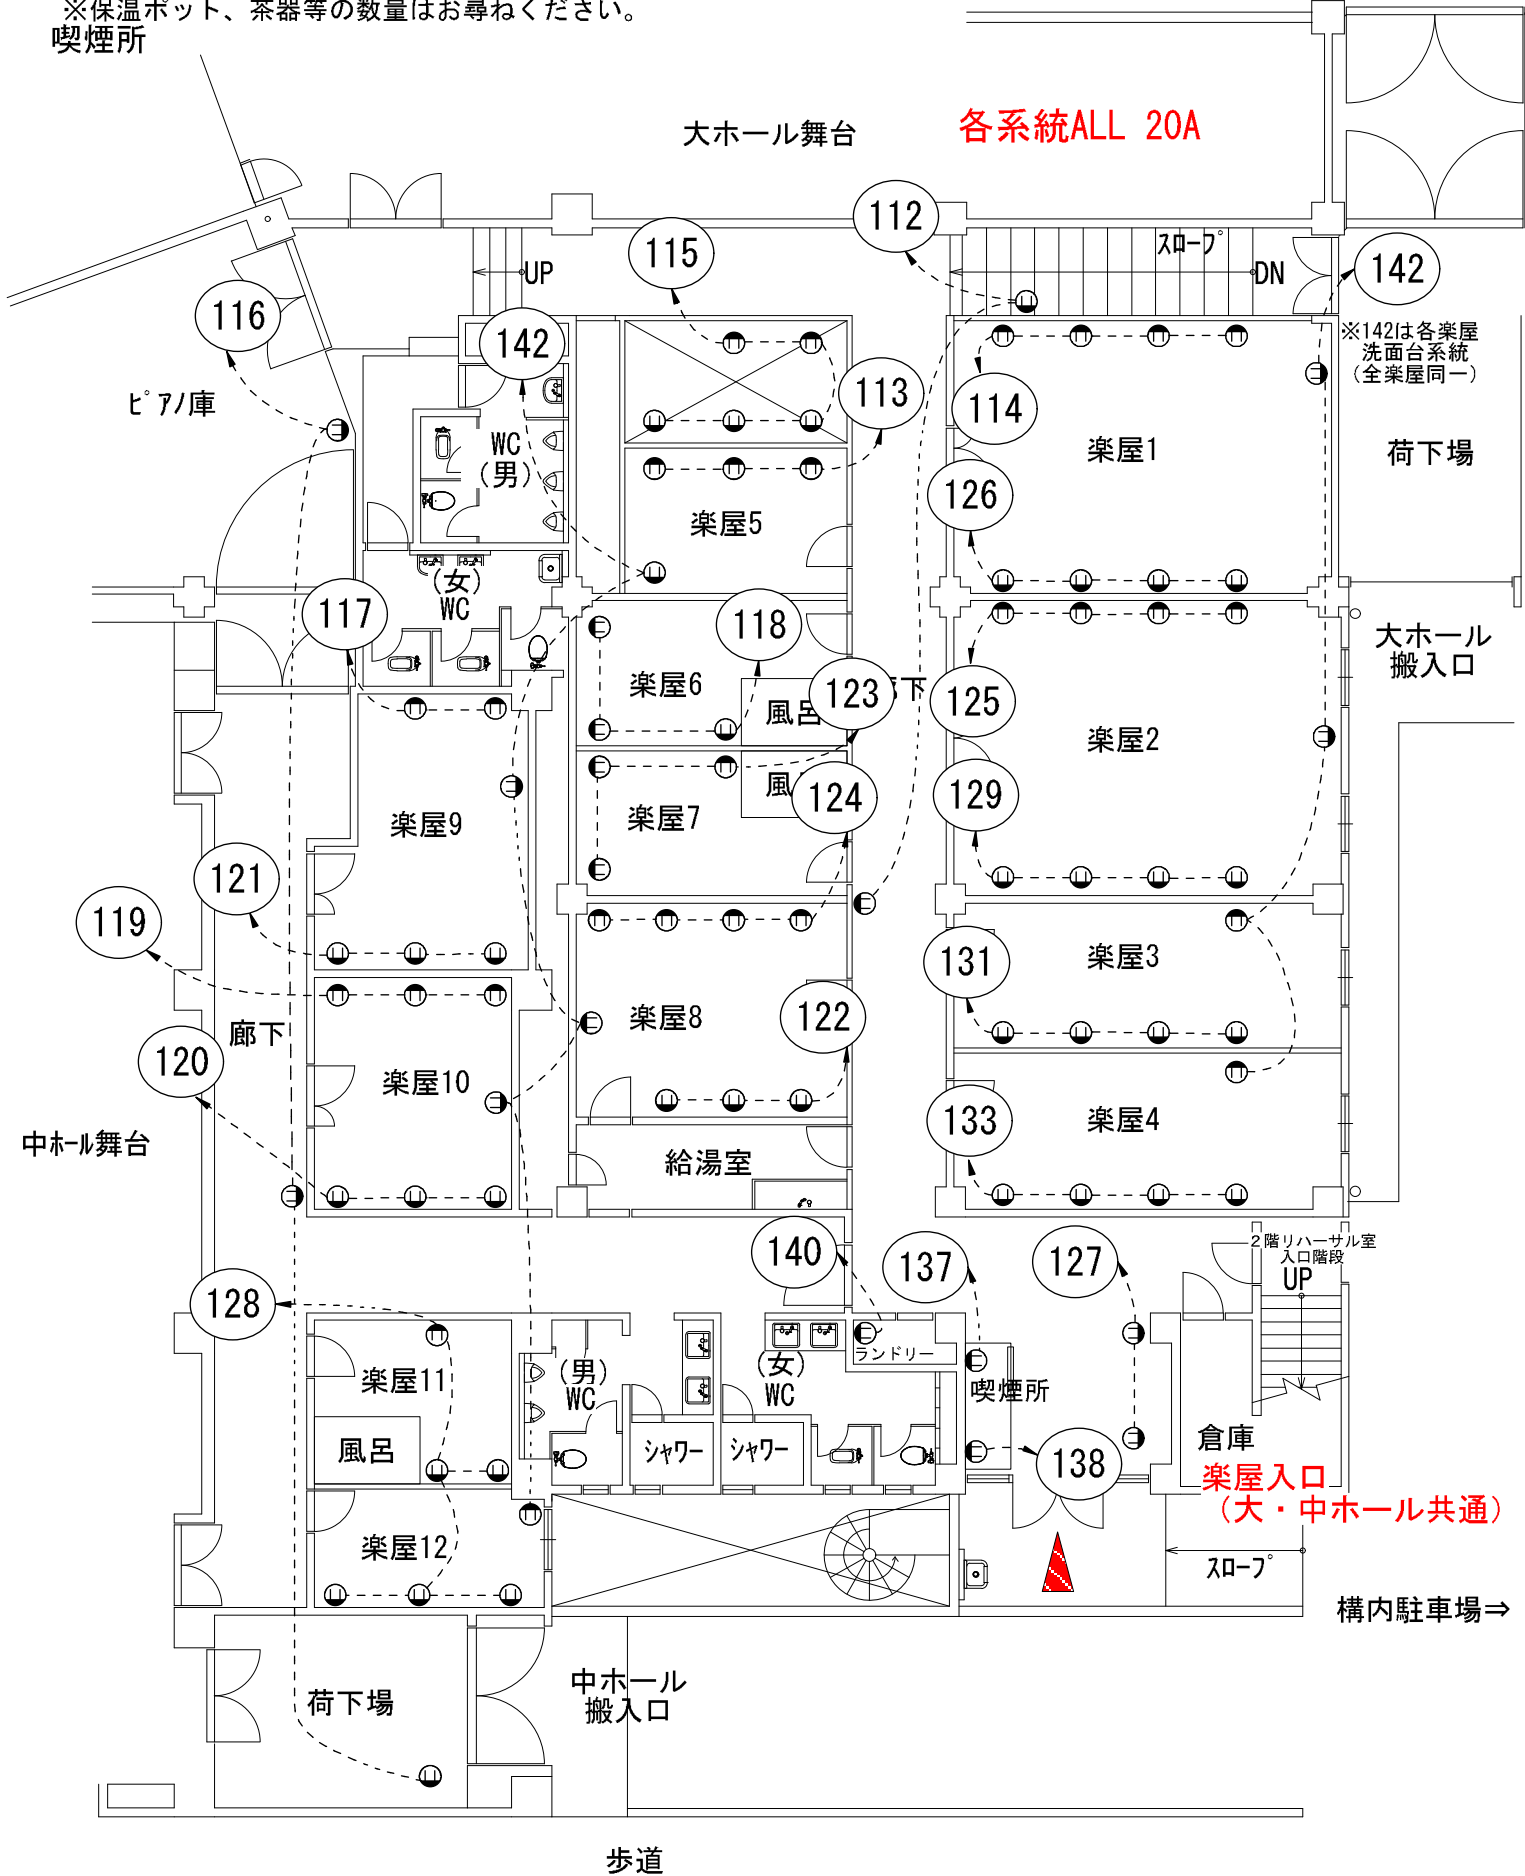 ※保温ポット、茶器等の数量はお尋ねください。
喫煙所
大ホール舞台
各系統ALL 20A
112
スロープ
115
UP
DN
142
116
142
※142は各楽屋
洗面台系統
(全楽屋同一)
ピアノ庫
113
114
WC
(男)
楽屋1
荷下場
126
楽屋5
(女)
WC
117
118
大ホール
搬入口
楽屋6
123
下
125
風呂
楽屋2
風
124
129
楽屋7
楽屋9
121
119
131
楽屋3
122
楽屋8
廊下
120
楽屋10
133
楽屋4
中ホール舞台
給湯室
140
137
127
2階リハーサル室
入口階段
UP
128
ランドリー
(男)
WC
(女)
WC
楽屋11
喫煙所
風呂
シャワー
シャワー
138
倉庫
楽屋入口
(大・中ホール共通)
楽屋12
スロープ
構内駐車場⇒
荷下場
中ホール
搬入口
歩道